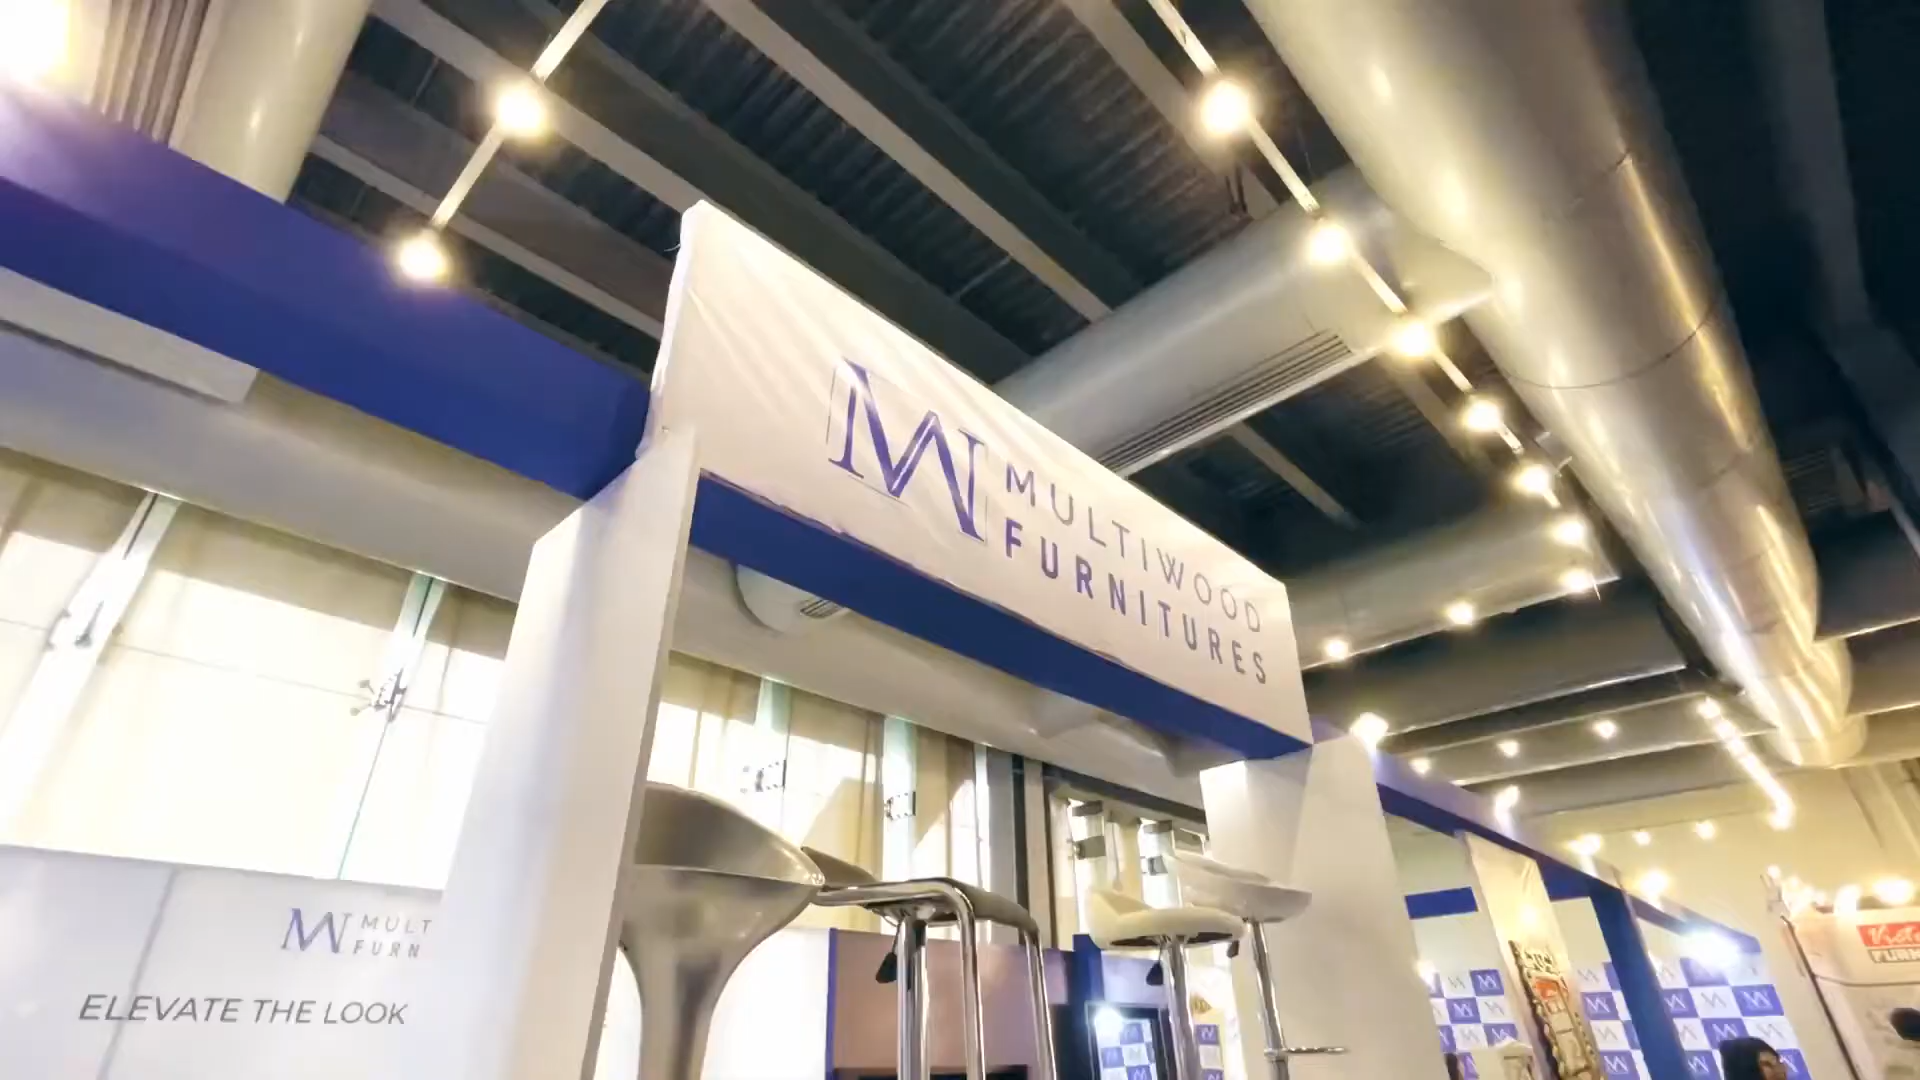 MW MULTIWOOD
FURNITURES
MW MULT
FURN
ELEVATE THE LOOK